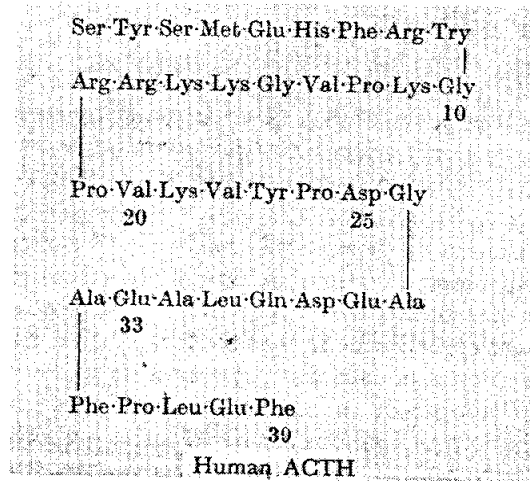 Ser·Tyr·Ser·Met·Glu·His·Phe·Arg·Try
Arg·Arg·Lys·Lys·Gly·Val·Pro·Lys·Gly
10
Pro·Val·Lys·Val·Tyr·Pro·Asp·Gly
20 25
Ala·Glu·Ala·Leu·Gln·Asp·Glu·Ala
33
Phe·Pro·Leu·Glu·Phe
39
Human ACTH